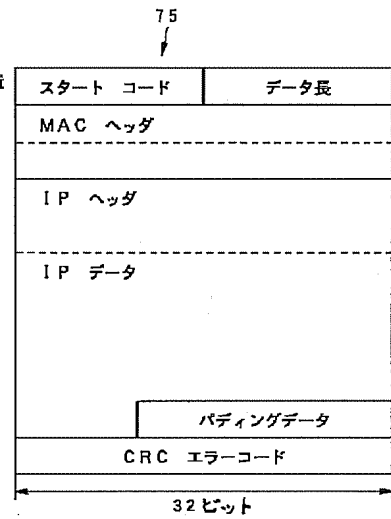 75
スタート コード データ長
MAC ヘッダ
IP ヘッダ
IP データ
パディングデータ
CRC エラーコード
32ビット